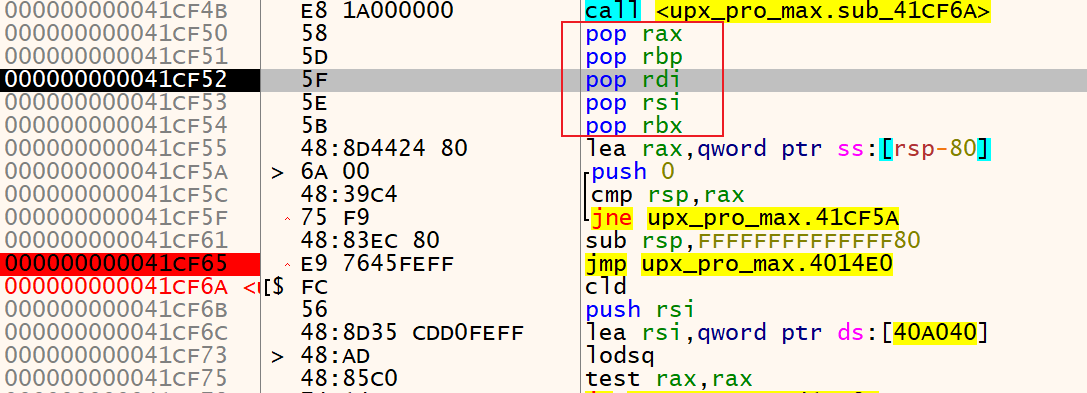 000000000041CF4B E8 1A000000 call <upx_pro_max.sub_41CF6A>
000000000041CF50 58 pop rax
000000000041CF51 5D pop rbp
000000000041CF52 5F pop rdi
000000000041CF53 5E pop rsi
000000000041CF54 5B pop rbx
000000000041CF55 48:8D4424 80 lea rax,qword ptr ss:[rsp-80]
000000000041CF5A > 6A 00 push 0
000000000041CF5C 48:39C4 cmp rsp,rax
000000000041CF5F ^ 75 F9 jne upx_pro_max.41CF5A
000000000041CF61 48:83EC 80 sub rsp,FFFFFFFFFFFFFF80
000000000041CF65 ^ E9 7645FEFF jmp upx_pro_max.4014E0
000000000041CF6A <u[$ FC cld
000000000041CF6B 56 push rsi
000000000041CF6C 48:8D35 CDD0FEFF lea rsi,qword ptr ds:[40A040]
000000000041CF73 > 48:AD lodsq
000000000041CF75 48:85C0 test rax,rax